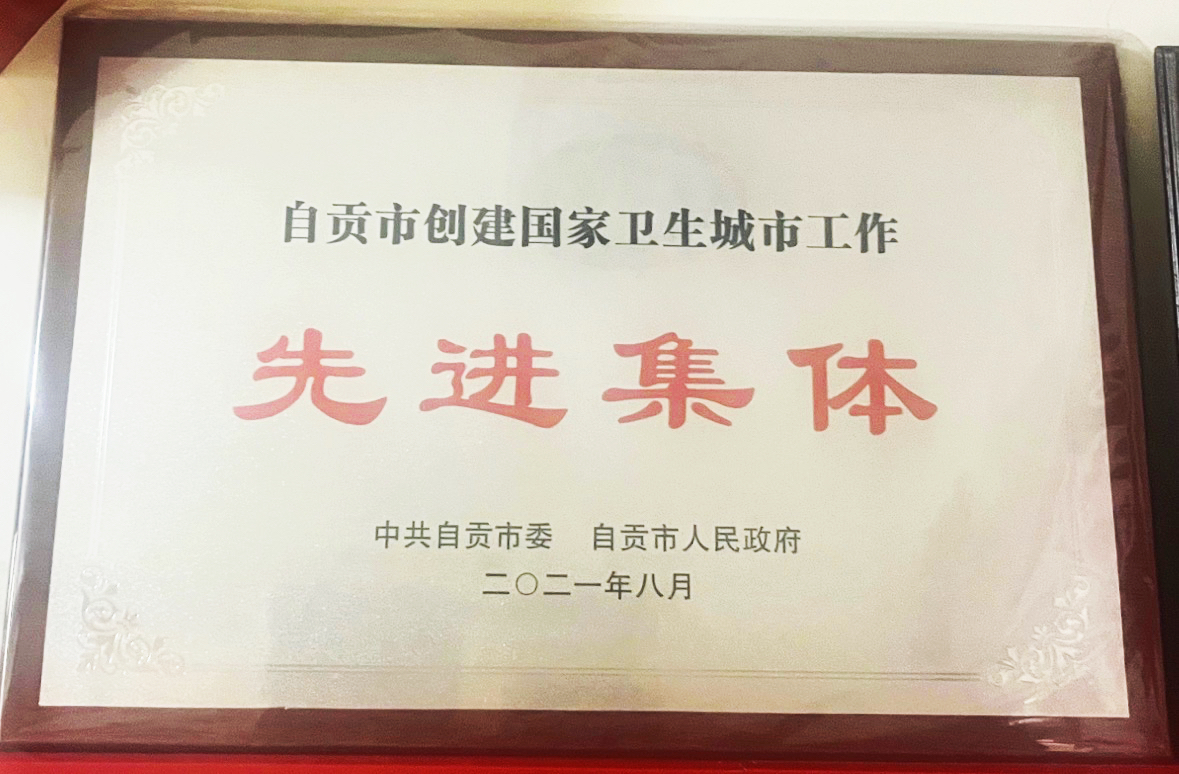 自贡市创建国家卫生城市工作
先进集体
中共自贡市委 自贡市人民政府
二〇二一年八月